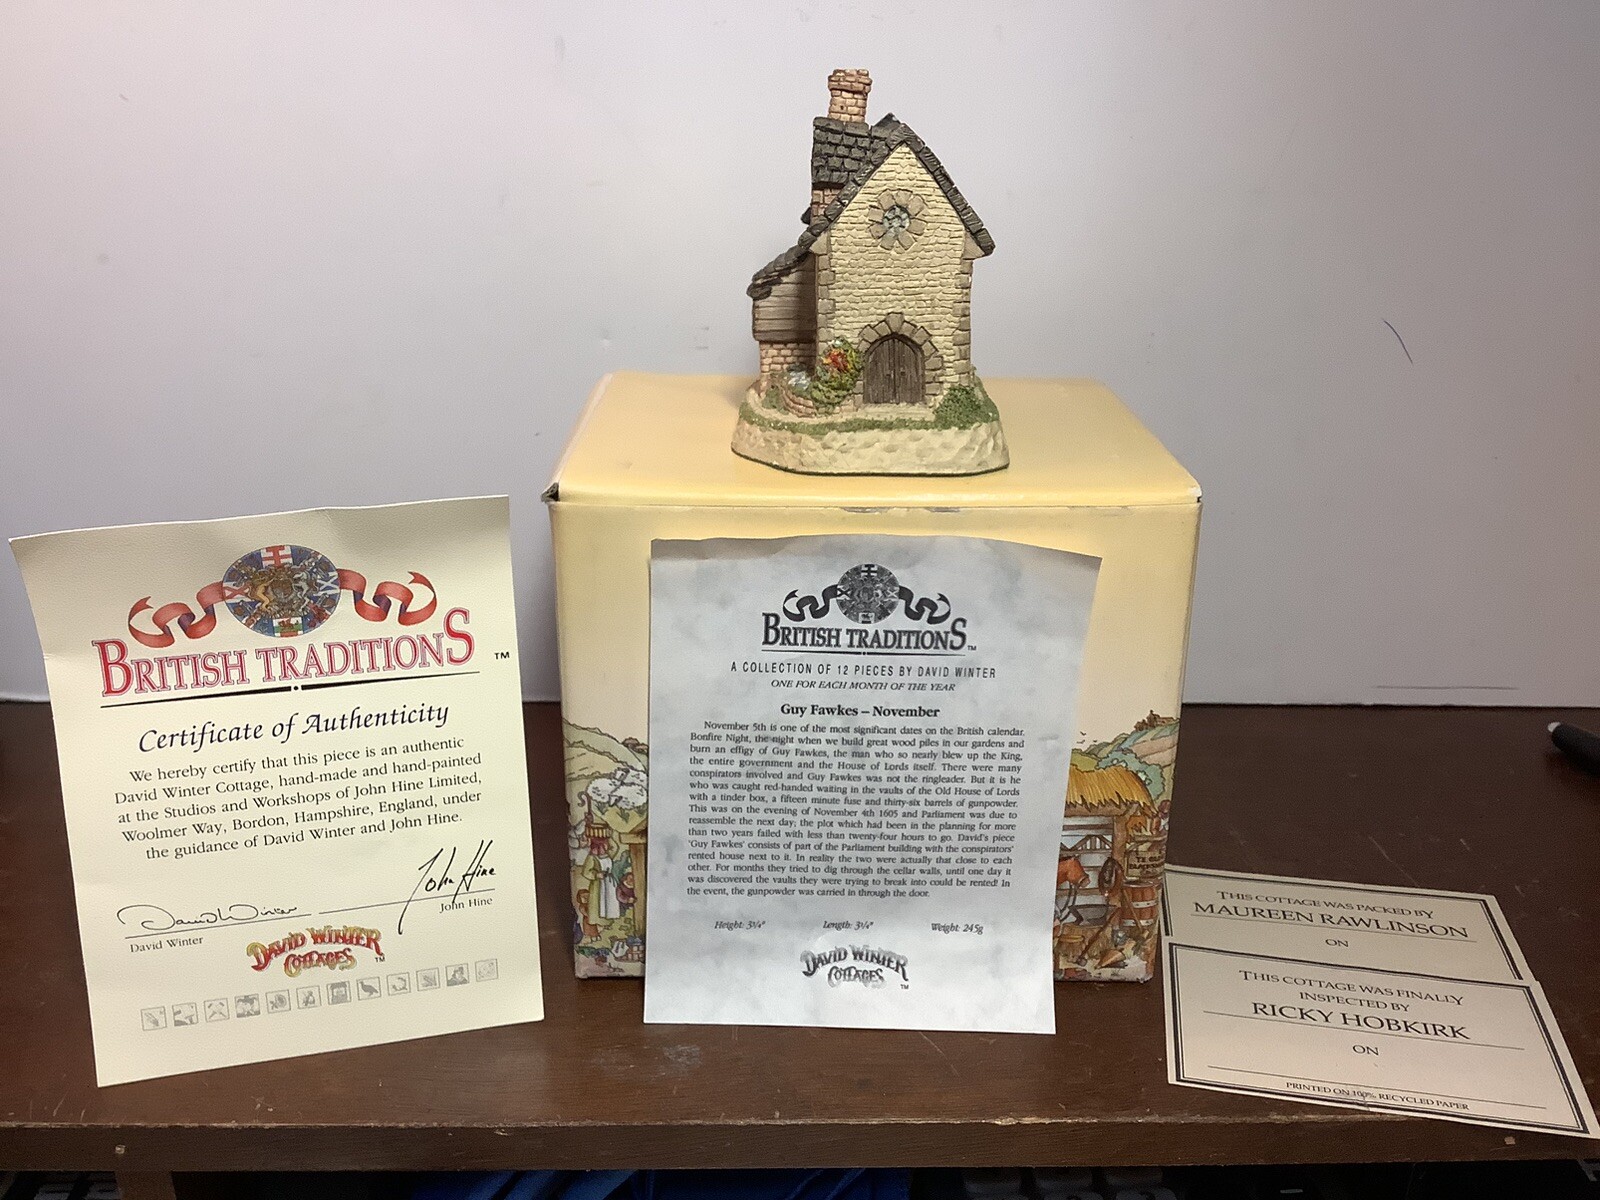 BRITISH TRADITIONS ™
Certificate of Authenticity
We hereby certify that this piece is an authentic
David Winter Cottage, hand-made and hand-painted
at the Studios and Workshops of John Hine Limited,
Woolmer Way, Bordon, Hampshire, England, under
the guidance of David Winter and John Hine.
David Winter
John Hine
David Winter
John Hine
DAVID WINTER
COTTAGES ™
BRITISH TRADITIONS ™
A COLLECTION OF 12 PIECES BY DAVID WINTER
ONE FOR EACH MONTH OF THE YEAR
Guy Fawkes – November
November 5th is one of the most significant dates on the British calendar.
Bonfire Night, the night when we build great wood piles in our gardens and
burn an effigy of Guy Fawkes, the man who so nearly blew up the King,
the entire government and the House of Lords itself. There were many
conspirators involved and Guy Fawkes was not the ringleader. But it is he
who was caught red-handed waiting in the vaults of the Old House of Lords
with a tinder box, a fifteen minute fuse and thirty-six barrels of gunpowder.
This was on the evening of November 4th 1605 and Parliament was due to
reassemble the next day; the plot which had been in the planning for more
than two years failed with less than twenty-four hours to go. David's piece
'Guy Fawkes' consists of part of the Parliament building with the conspirators'
rented house next to it. In reality the two were actually that close to each
other. For months they tried to dig through the cellar walls, until one day it
was discovered the vaults they were trying to break into could be rented! In
the event, the gunpowder was carried in through the door.
Height: 3¼" Length: 3¼" Weight: 245g
DAVID WINTER
COTTAGES ™
THIS COTTAGE WAS PACKED BY
MAUREEN RAWLINSON
ON
THIS COTTAGE WAS FINALLY
INSPECTED BY
RICKY HOBKIRK
ON
PRINTED ON 100% RECYCLED PAPER